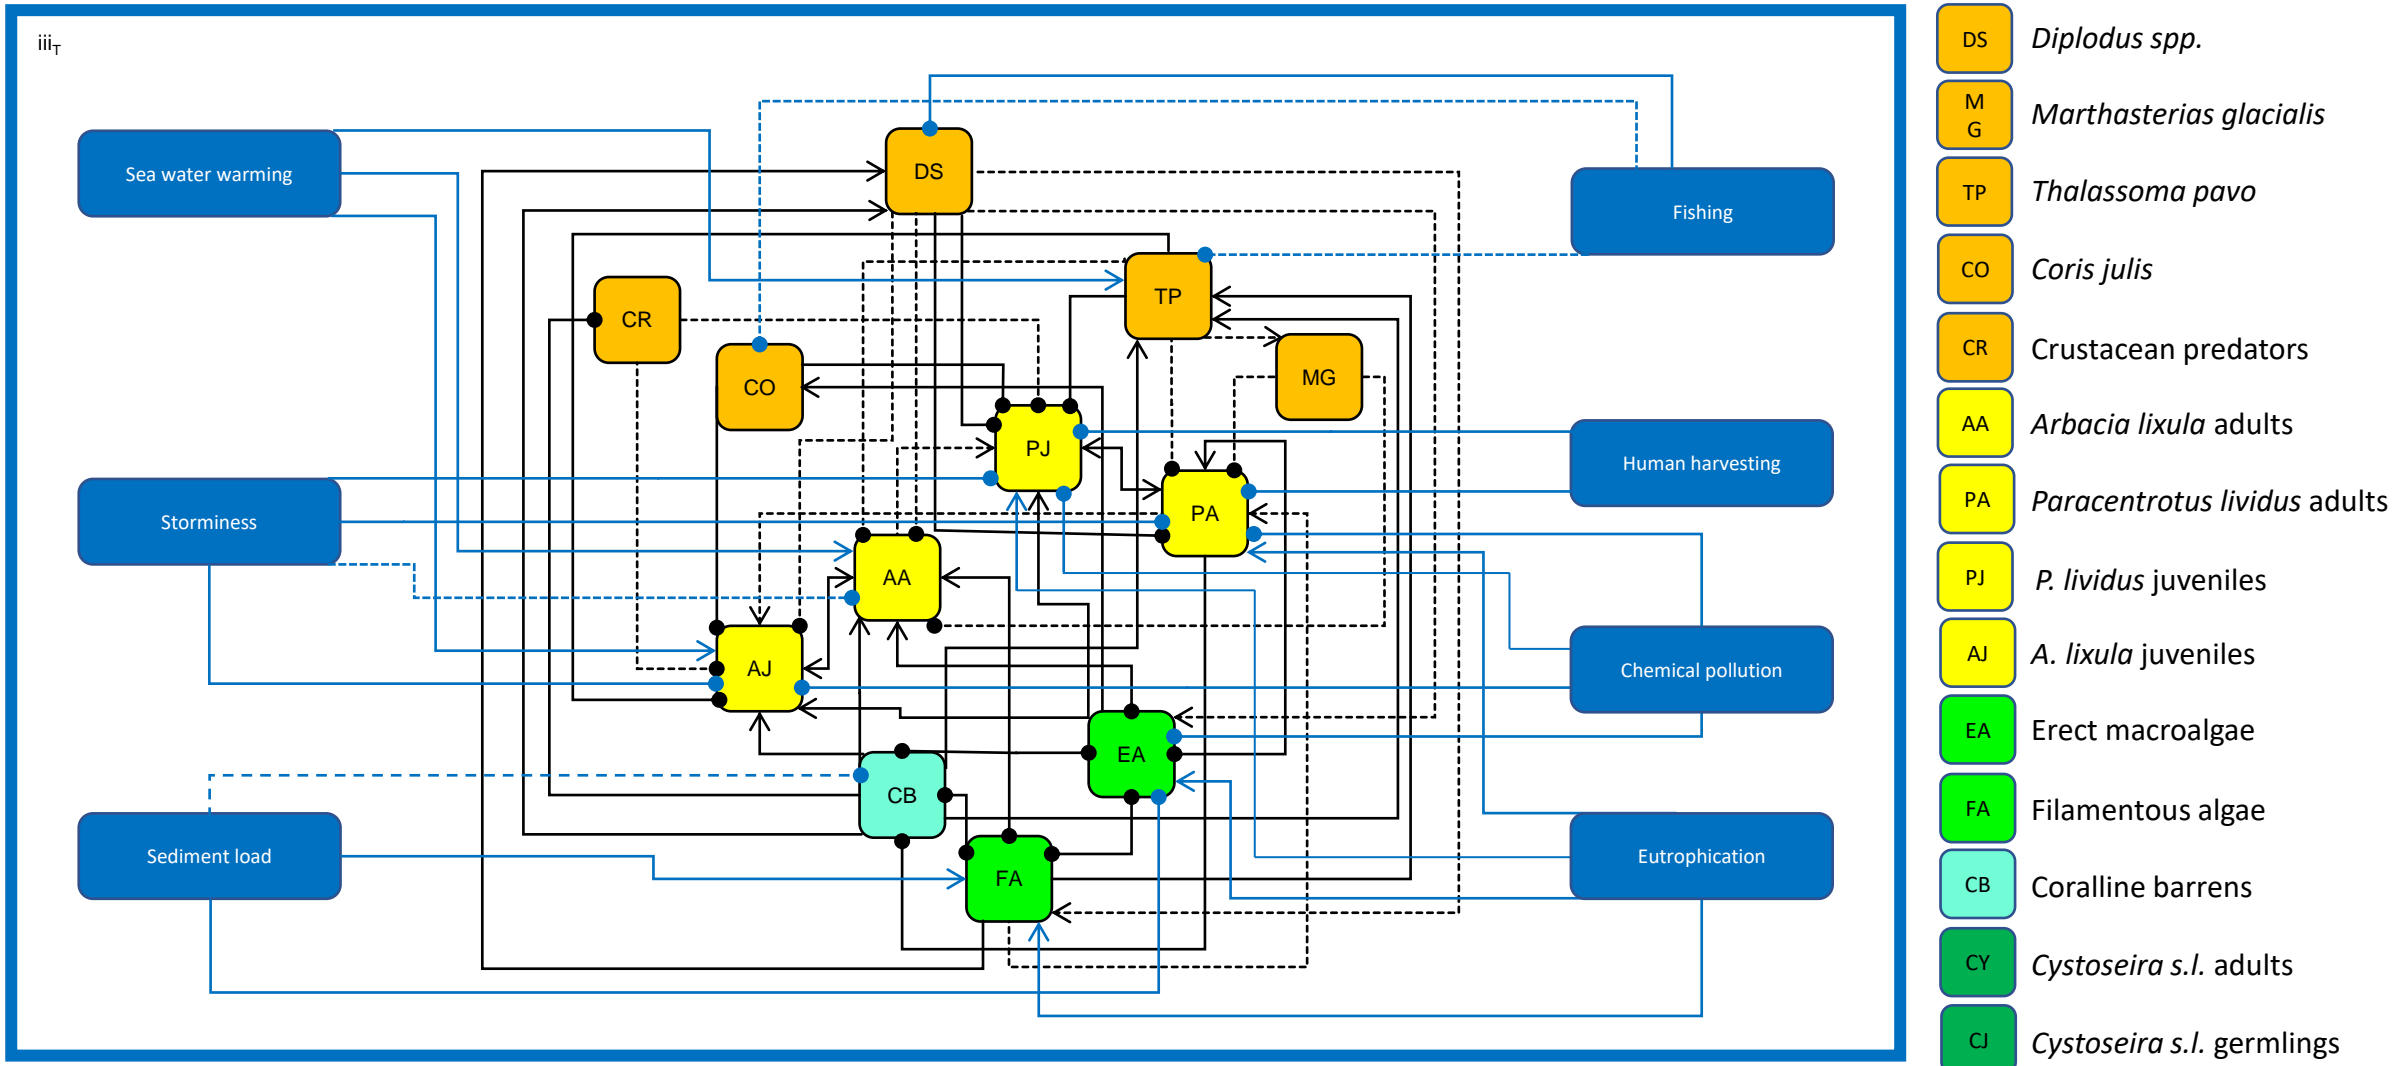 iiiT
Sea water warming
Storminess
Sediment load
DS
TP
CR
CO
MG
PJ
PA
AA
AJ
EA
CB
FA
Fishing
Human harvesting
Chemical pollution
Eutrophication
DS Diplodus spp.
M
G Marthasterias glacialis
TP Thalassoma pavo
CO Coris julis
CR Crustacean predators
AA Arbacia lixula adults
PA Paracentrotus lividus adults
PJ P. lividus juveniles
AJ A. lixula juveniles
EA Erect macroalgae
FA Filamentous algae
CB Coralline barrens
CY Cystoseira s.l. adults
CJ Cystoseira s.l. germlings